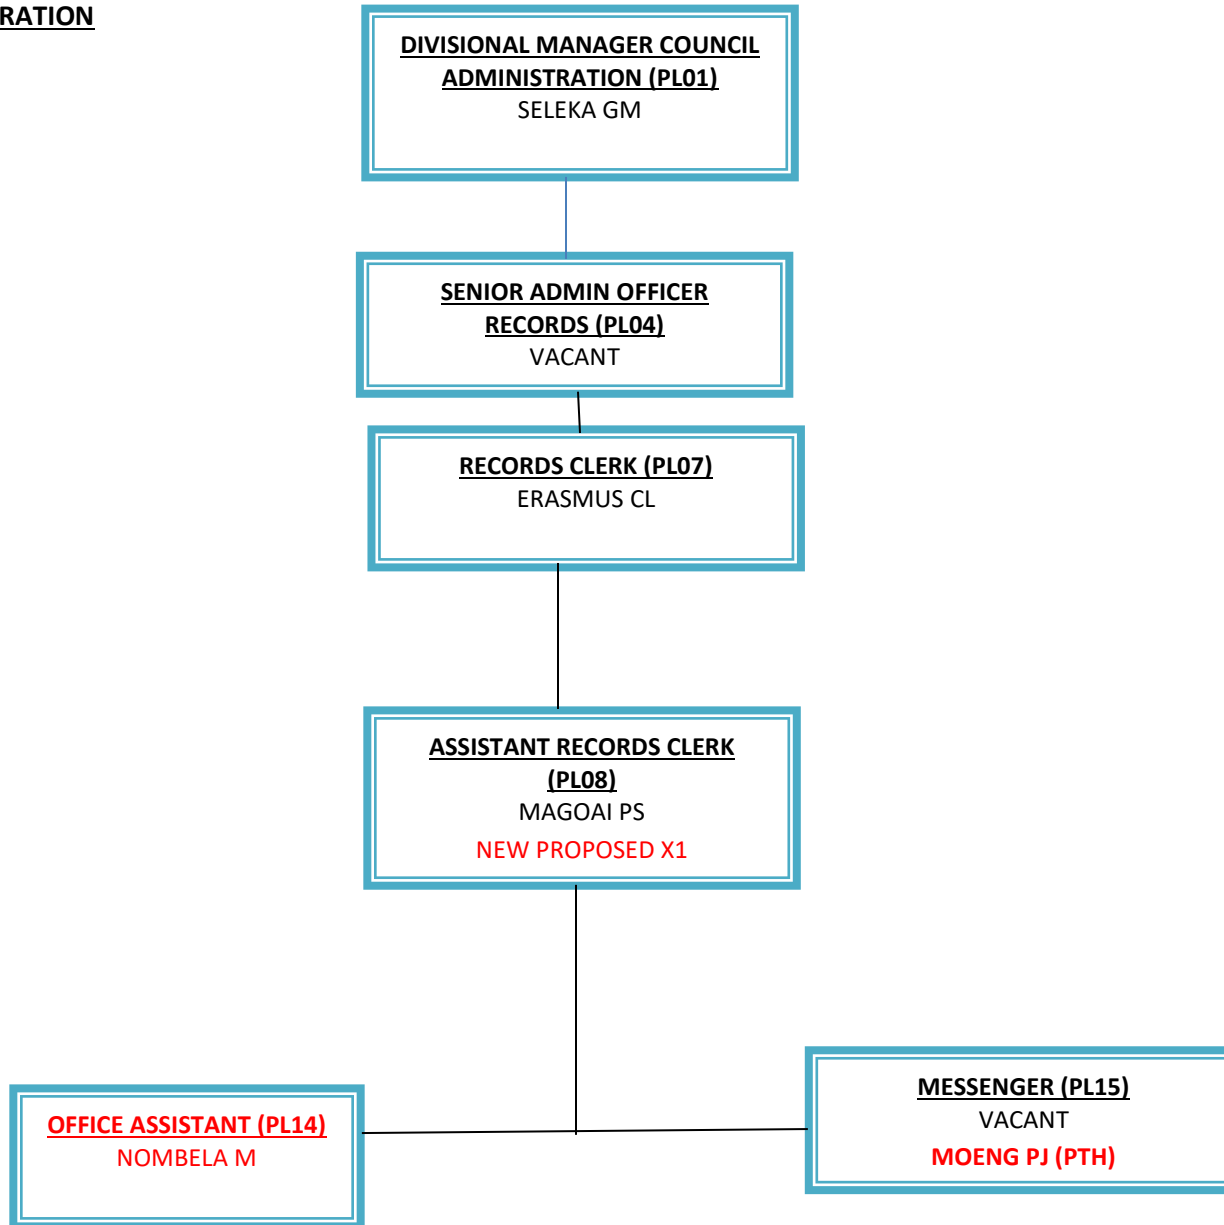 RATION
DIVISIONAL MANAGER COUNCIL
ADMINISTRATION (PL01)
SELEKA GM
SENIOR ADMIN OFFICER
RECORDS (PL04)
VACANT
RECORDS CLERK (PL07)
ERASMUS CL
ASSISTANT RECORDS CLERK
(PL08)
MAGOAI PS
NEW PROPOSED X1
OFFICE ASSISTANT (PL14)
NOMBELA M
MESSENGER (PL15)
VACANT
MOENG PJ (PTH)